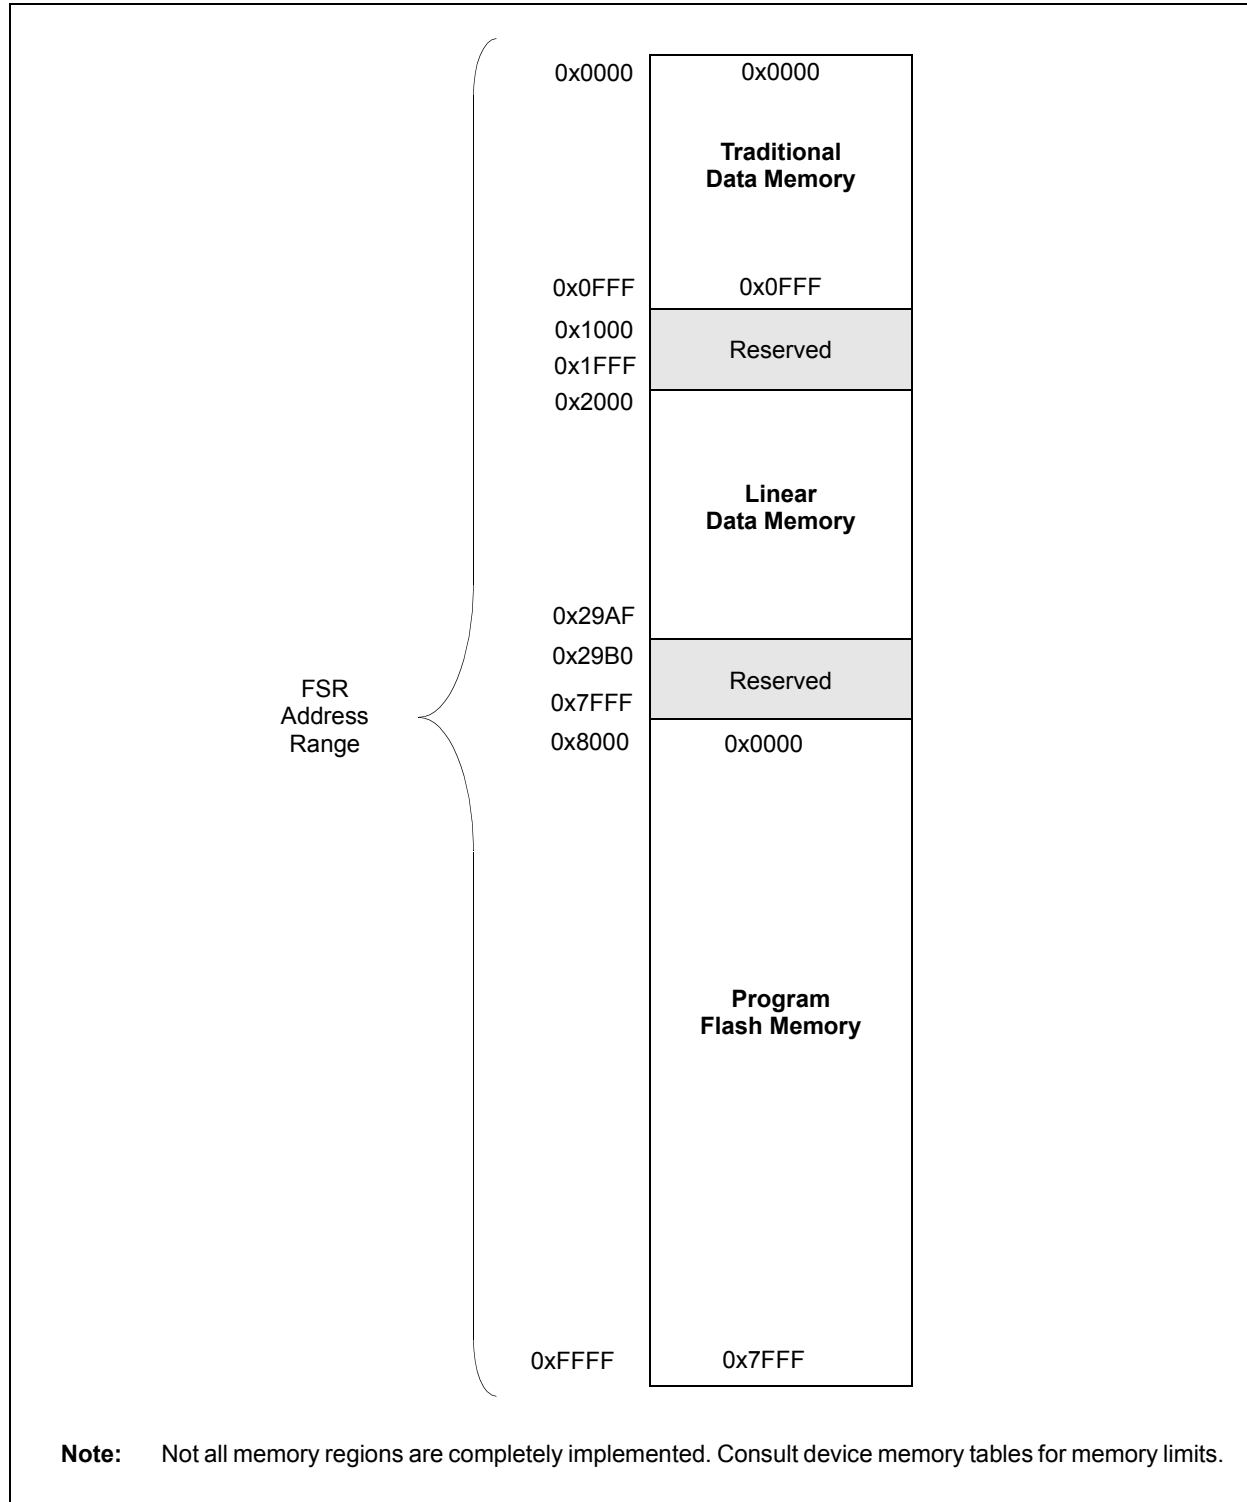 0x0000 0x0000
Traditional
Data Memory
0x0FFF 0x0FFF
0x1000
Reserved
0x1FFF
0x2000
Linear
Data Memory
0x29AF
0x29B0
Reserved
0x7FFF
FSR
Address
Range
0x8000 0x0000
Program
Flash Memory
0xFFFF 0x7FFF
Note: Not all memory regions are completely implemented. Consult device memory tables for memory limits.